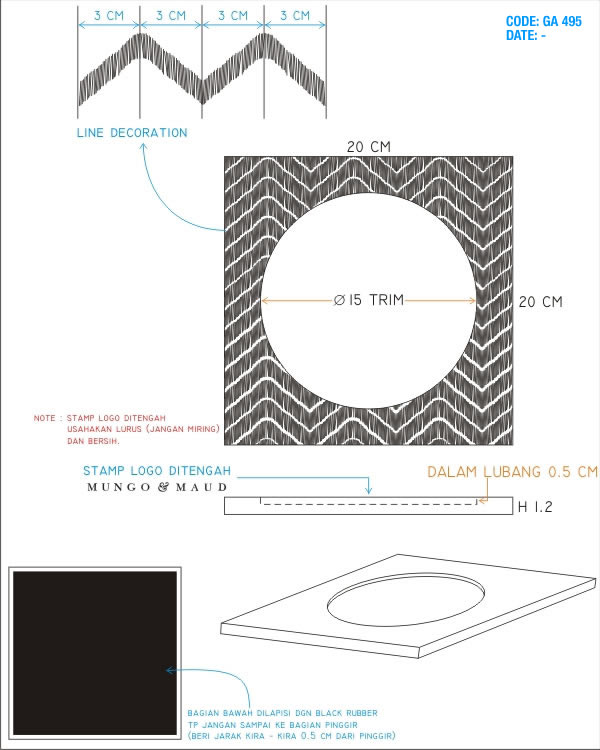 3 CM 3 CM 3 CM 3 CM
CODE: GA 495
DATE: -
LINE DECORATION
20 CM
Ø 15 TRIM
20 CM
NOTE : STAMP LOGO DITENGAH
USAHAKAN LURUS (JANGAN MIRING)
DAN BERSIH.
STAMP LOGO DITENGAH
MUNGO & MAUD
DALAM LUBANG 0.5 CM
H 1.2
BAGIAN BAWAH DILAPISI DGN BLACK RUBBER
TP JANGAN SAMPAI KE BAGIAN PINGGIR
(BERI JARAK KIRA - KIRA 0.5 CM DARI PINGGIR)